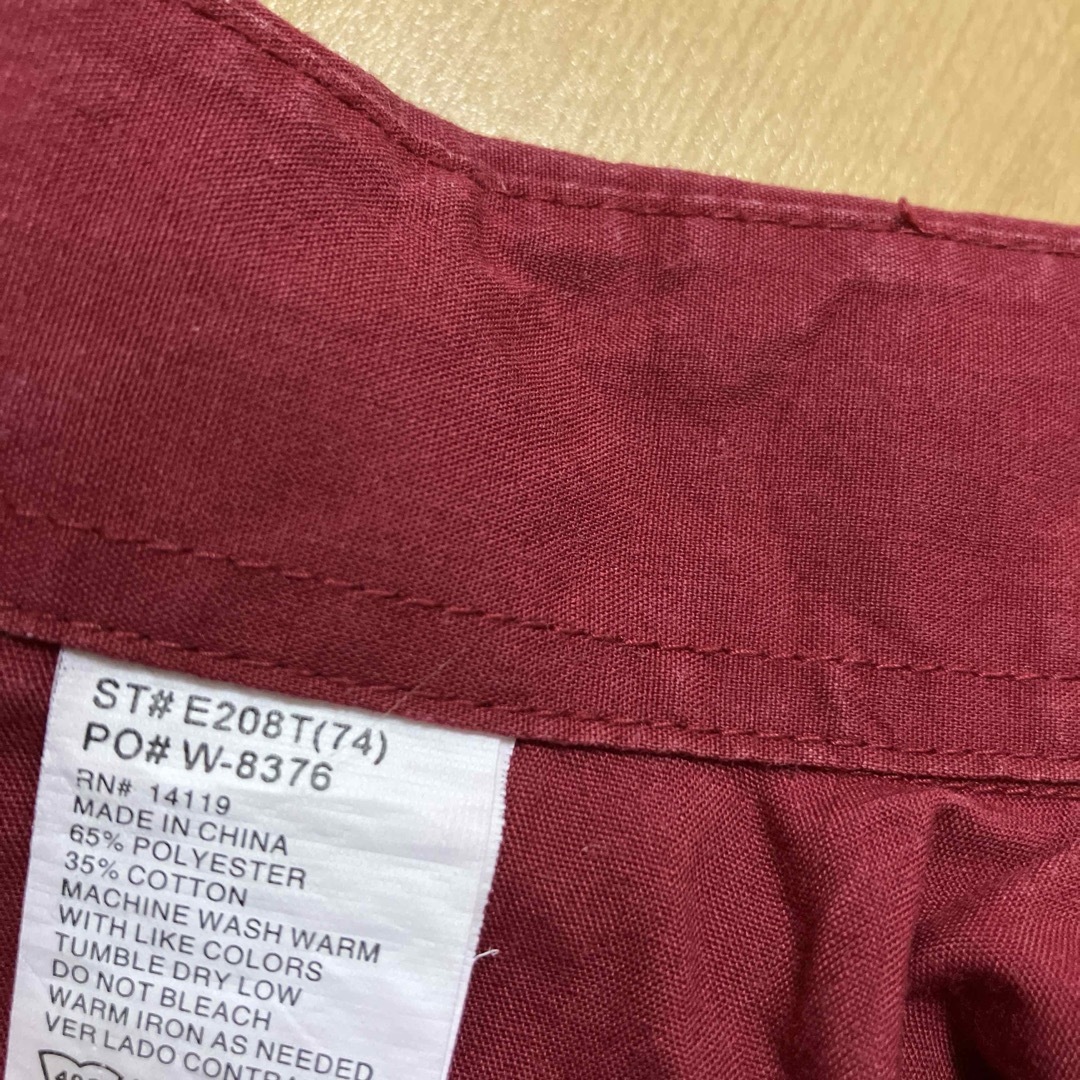 ST# E208T(74)
PO# W-8376
RN# 14119
MADE IN CHINA
65% POLYESTER
35% COTTON
MACHINE WASH WARM
WITH LIKE COLORS
TUMBLE DRY LOW
DO NOT BLEACH
WARM IRON AS NEEDED
VER LADO